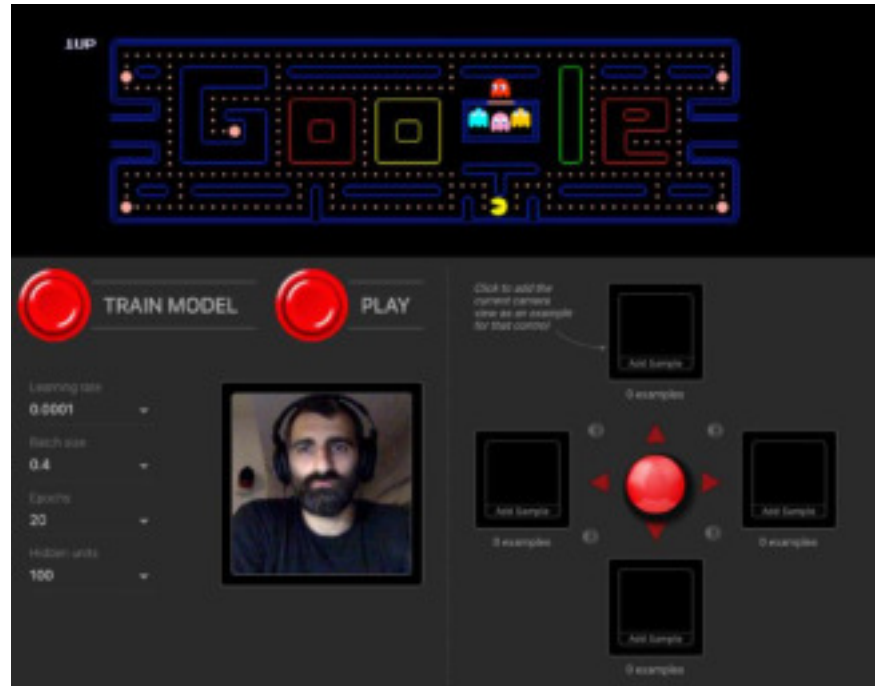 1UP
Google
TRAIN MODEL
PLAY
Click to add the
current camera
view as an example
for that control
Add Sample
0 examples
Learning rate
0.0001
Batch size
0.4
Epochs
20
Hidden units
100
Add Sample
0 examples
Add Sample
0 examples
Add Sample
0 examples